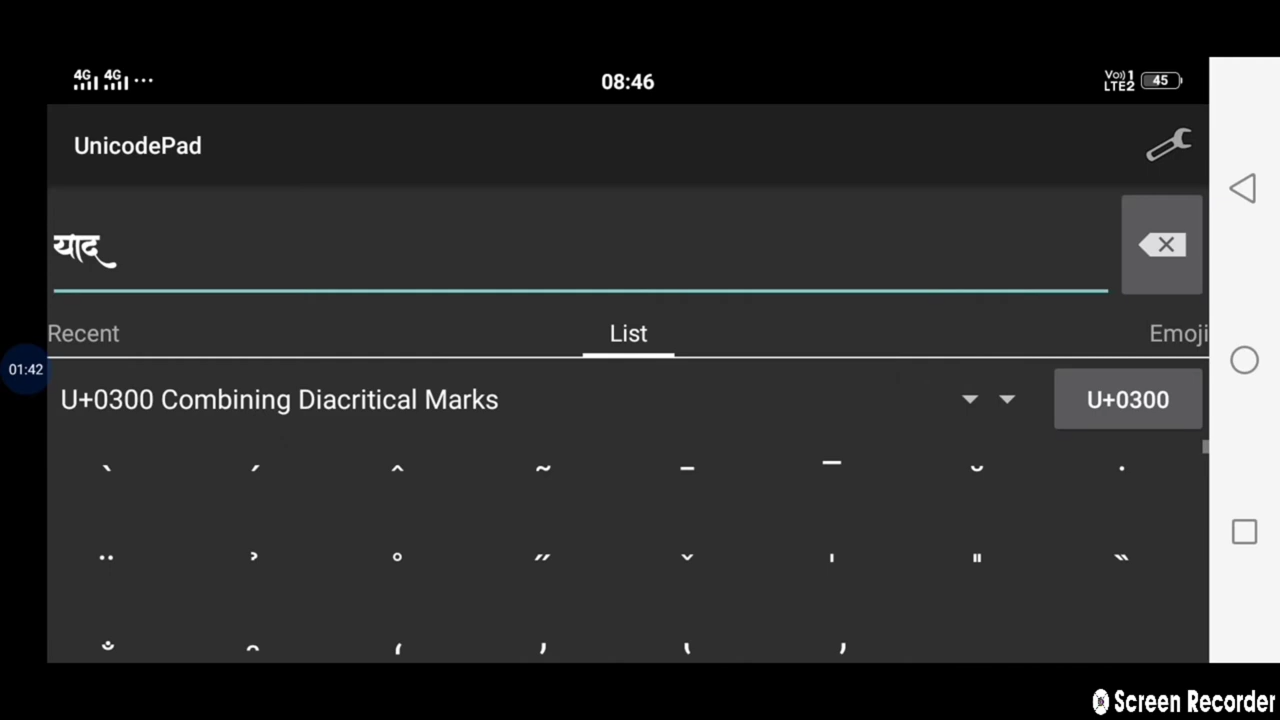 4G 4G ...
08:46
Vo)) 1
LTE2
45
UnicodePad
याद
Recent
List
Emoji
01:42
U+0300 Combining Diacritical Marks
U+0300
Screen Recorder